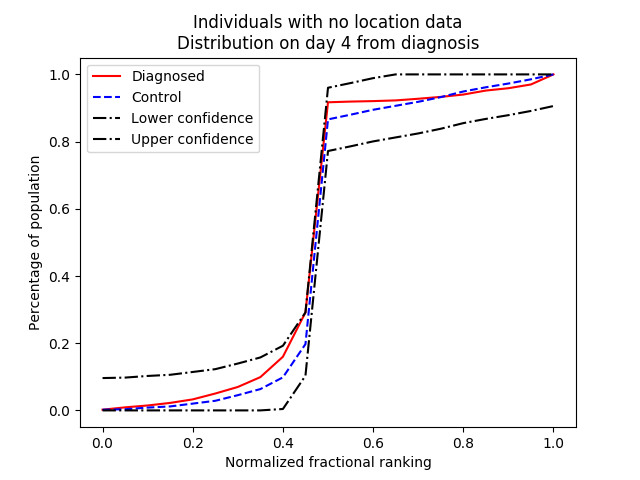 Individuals with no location data
Distribution on day 4 from diagnosis
Diagnosed
Control
Lower confidence
Upper confidence
Percentage of population
1.0
0.8
0.6
0.4
0.2
0.0
0.0 0.2 0.4 0.6 0.8 1.0
Normalized fractional ranking